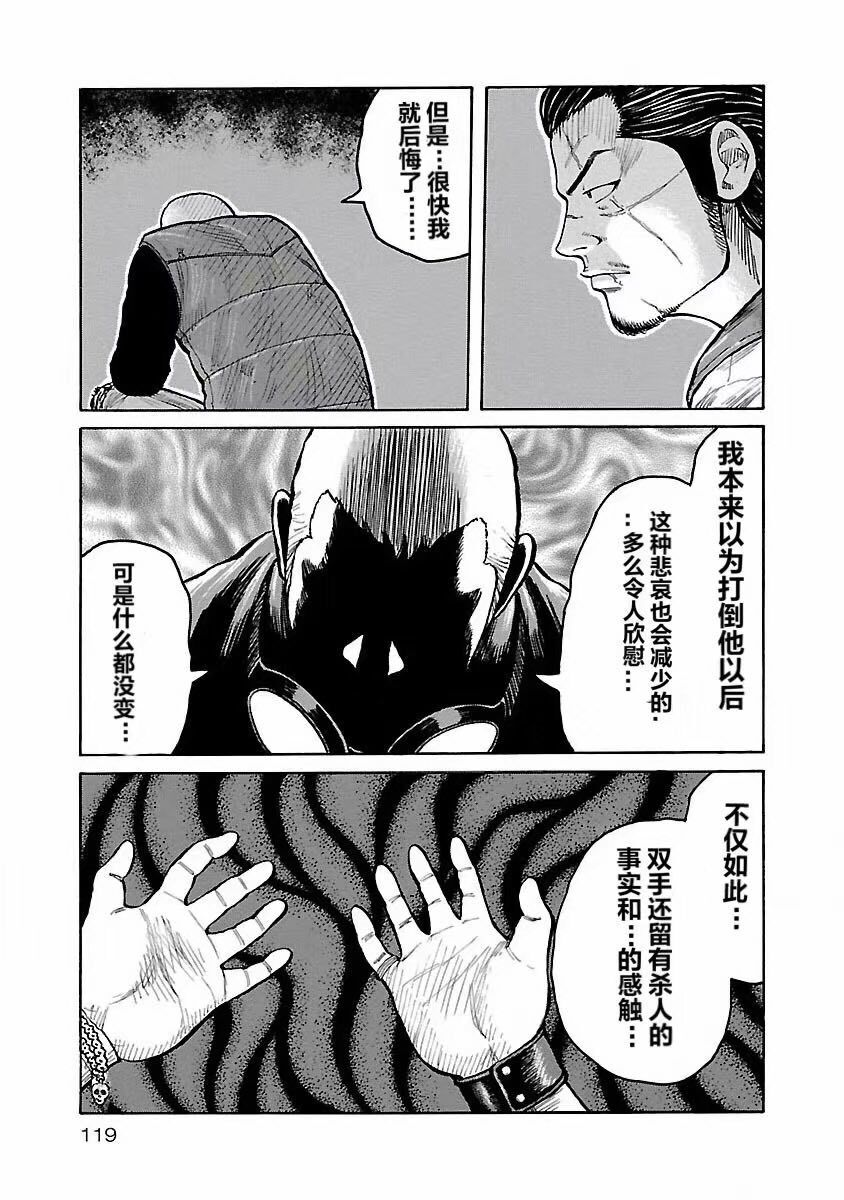 但是…很快我
就后悔了……
我本来以为打倒他以后
这种悲哀也会减少的.
‥多么令人欣慰…
可是什么都没变…
不仅如此…
双手还留有杀人的
事实和…的感触…
119